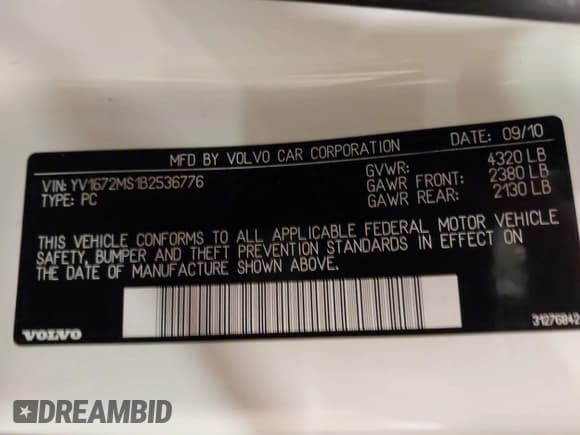 MFD BY VOLVO CAR CORPORATION DATE: 09/10
VIN: YV1672MS1B2536776 GVWR: 4320 LB
TYPE: PC GAWR FRONT: 2380 LB
GAWR REAR: 2130 LB
THIS VEHICLE CONFORMS TO ALL APPLICABLE FEDERAL MOTOR VEHICLE
SAFETY, BUMPER AND THEFT PREVENTION STANDARDS IN EFFECT ON
THE DATE OF MANUFACTURE SHOWN ABOVE.
VOLVO 31276842
DREAMBID